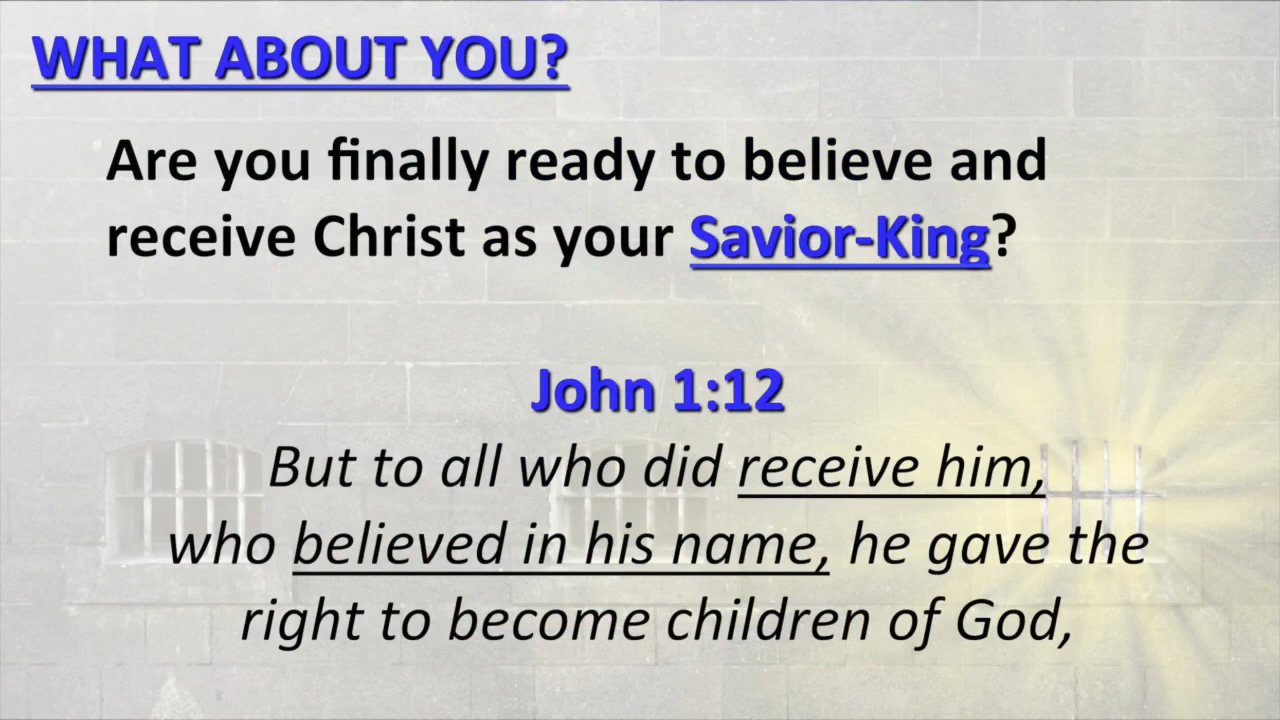 WHAT ABOUT YOU?
Are you finally ready to believe and
receive Christ as your Savior-King?
John 1:12
But to all who did receive him,
who believed in his name, he gave the
right to become children of God,